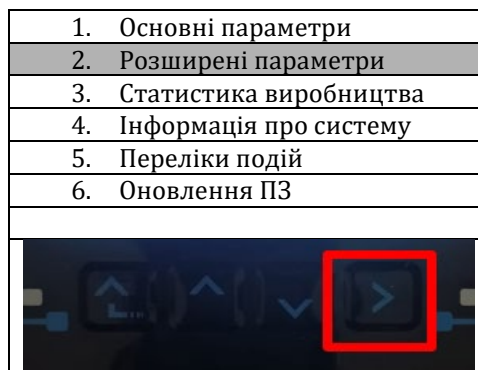 1. Основні параметри
2. Розширені параметри
3. Статистика виробництва
4. Інформація про систему
5. Переліки подій
6. Оновлення ПЗ